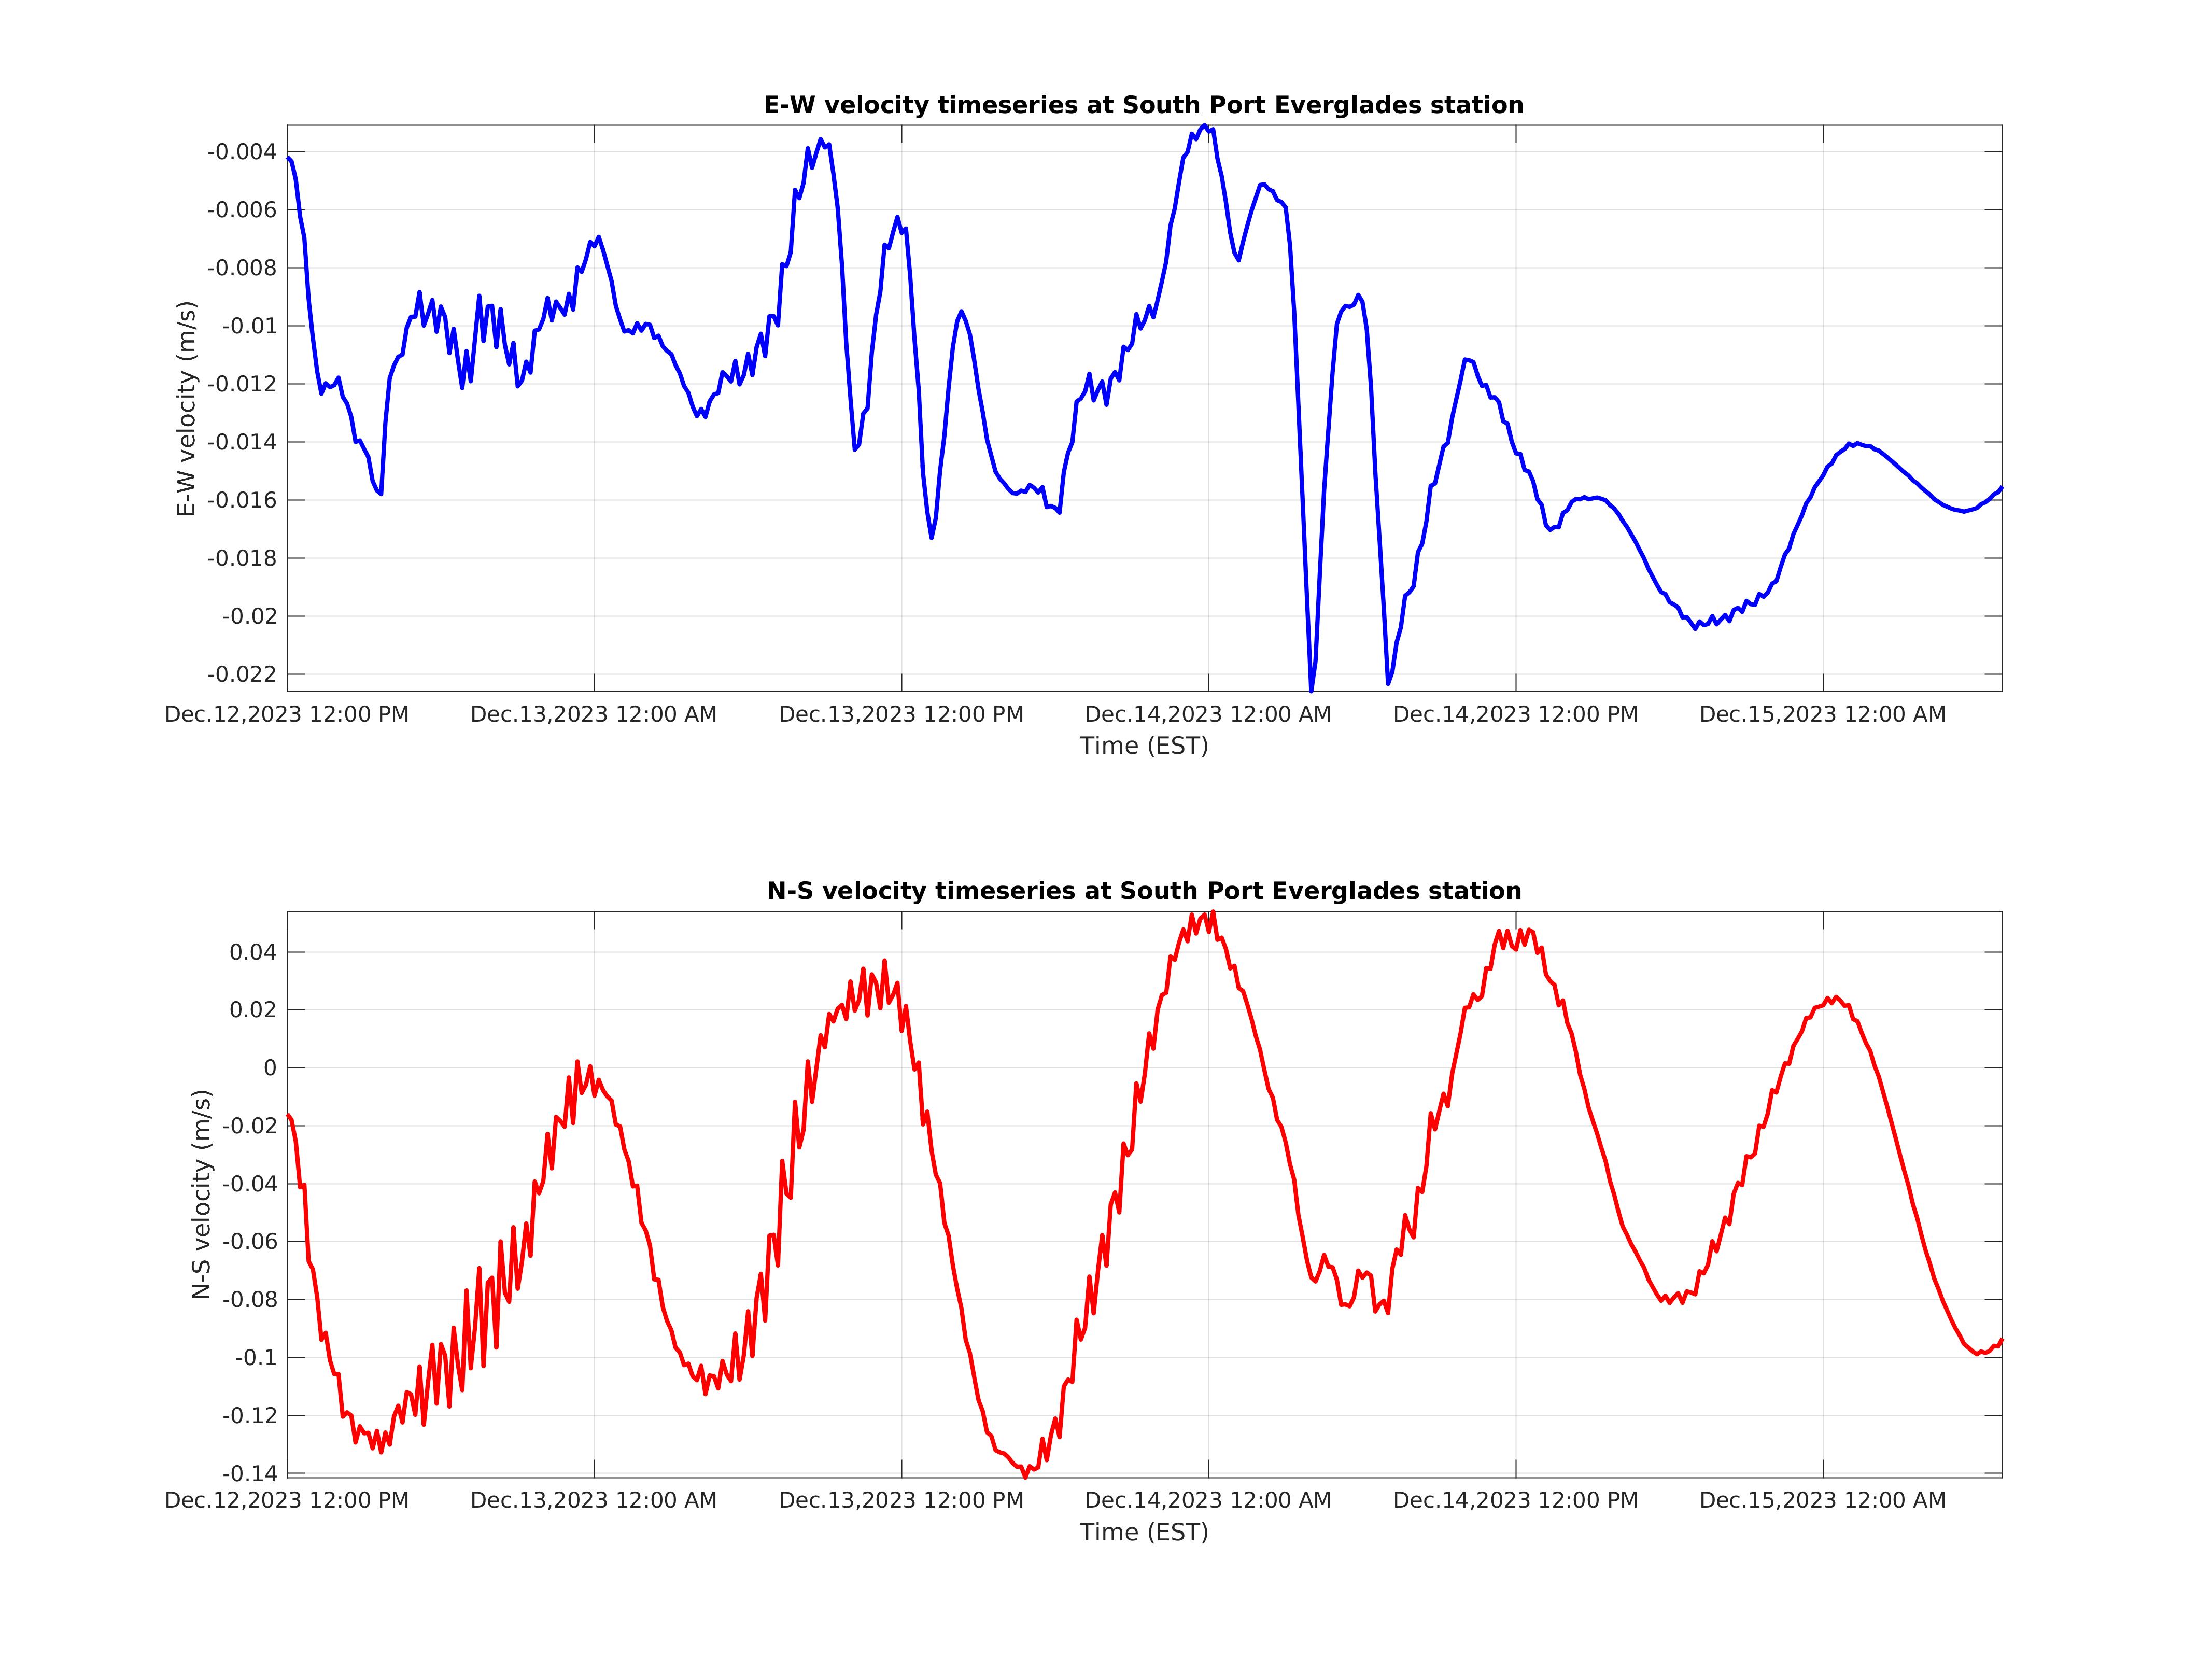 E-W velocity timeseries at South Port Everglades station
E-W velocity (m/s)
-0.004
-0.006
-0.008
-0.01
-0.012
-0.014
-0.016
-0.018
-0.02
-0.022
Dec.12,2023 12:00 PM Dec.13,2023 12:00 AM Dec.13,2023 12:00 PM Dec.14,2023 12:00 AM Dec.14,2023 12:00 PM Dec.15,2023 12:00 AM
Time (EST)
N-S velocity timeseries at South Port Everglades station
N-S velocity (m/s)
0.04
0.02
0
-0.02
-0.04
-0.06
-0.08
-0.1
-0.12
-0.14
Dec.12,2023 12:00 PM Dec.13,2023 12:00 AM Dec.13,2023 12:00 PM Dec.14,2023 12:00 AM Dec.14,2023 12:00 PM Dec.15,2023 12:00 AM
Time (EST)